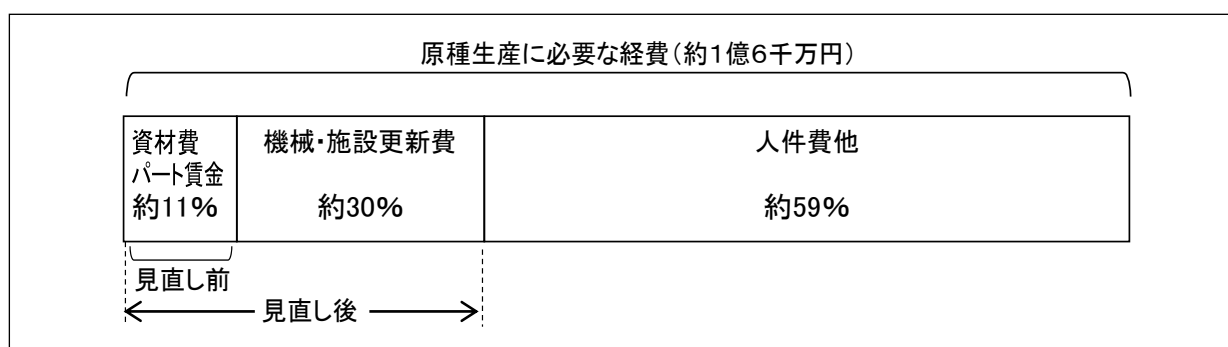 原種生産に必要な経費(約1億6千万円)
資材費
パート賃金
約11%
機械・施設更新費
約30%
人件費他
約59%
見直し前
見直し後